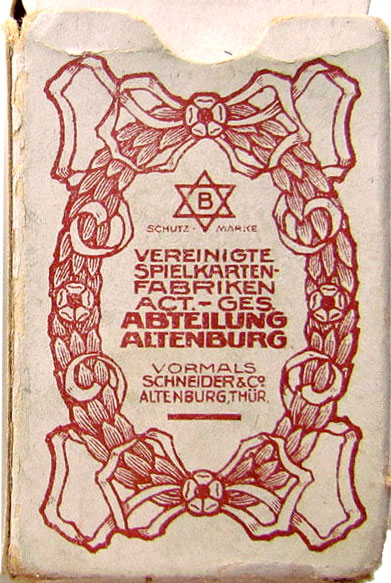 B
SCHUTZ - MARKE
VEREINIGTE
SPIELKARTEN-
FABRIKEN
ACT.-GES
ABTEILUNG
ALTENBURG
VORMALS
SCHNEIDER & Co.
ALTENBURG, THÜR.